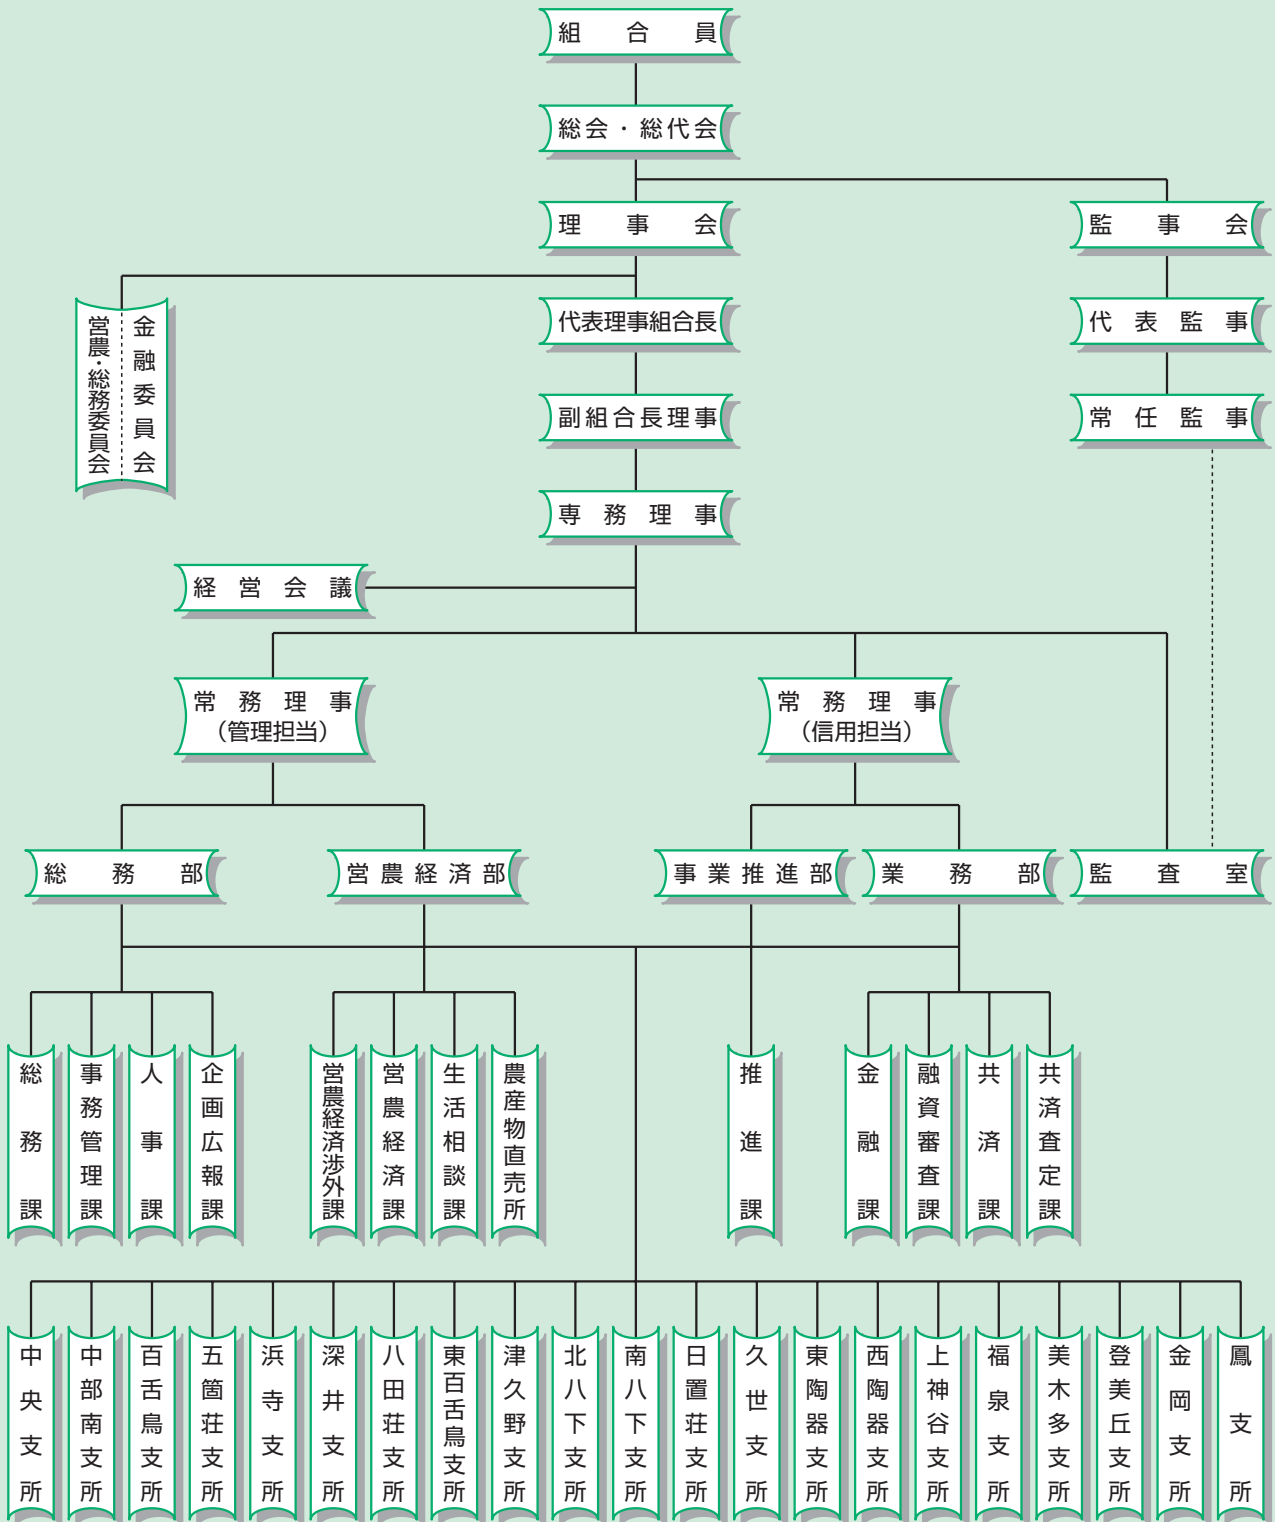 組合員
総会・総代会
理事会
監事会
金融委員会
営農・総務委員会
代表理事組合長
代表監事
副組合長理事
常任監事
専務理事
経営会議
常務理事
（管理担当）
常務理事
（信用担当）
総務部
営農経済部
事業推進部
業務部
監査室
総務課
事務管理課
人事課
企画広報課
営農経済渉外課
営農経済課
生活相談課
農産物直売所
推進課
金融課
融資審査課
共済課
共済査定課
中央支所
中部南支所
百舌鳥支所
五箇荘支所
浜寺支所
深井支所
八田荘支所
東百舌鳥支所
津久野支所
北八下支所
南八下支所
日置荘支所
久世支所
東陶器支所
西陶器支所
上神谷支所
福泉支所
美木多支所
登美丘支所
金岡支所
鳳支所